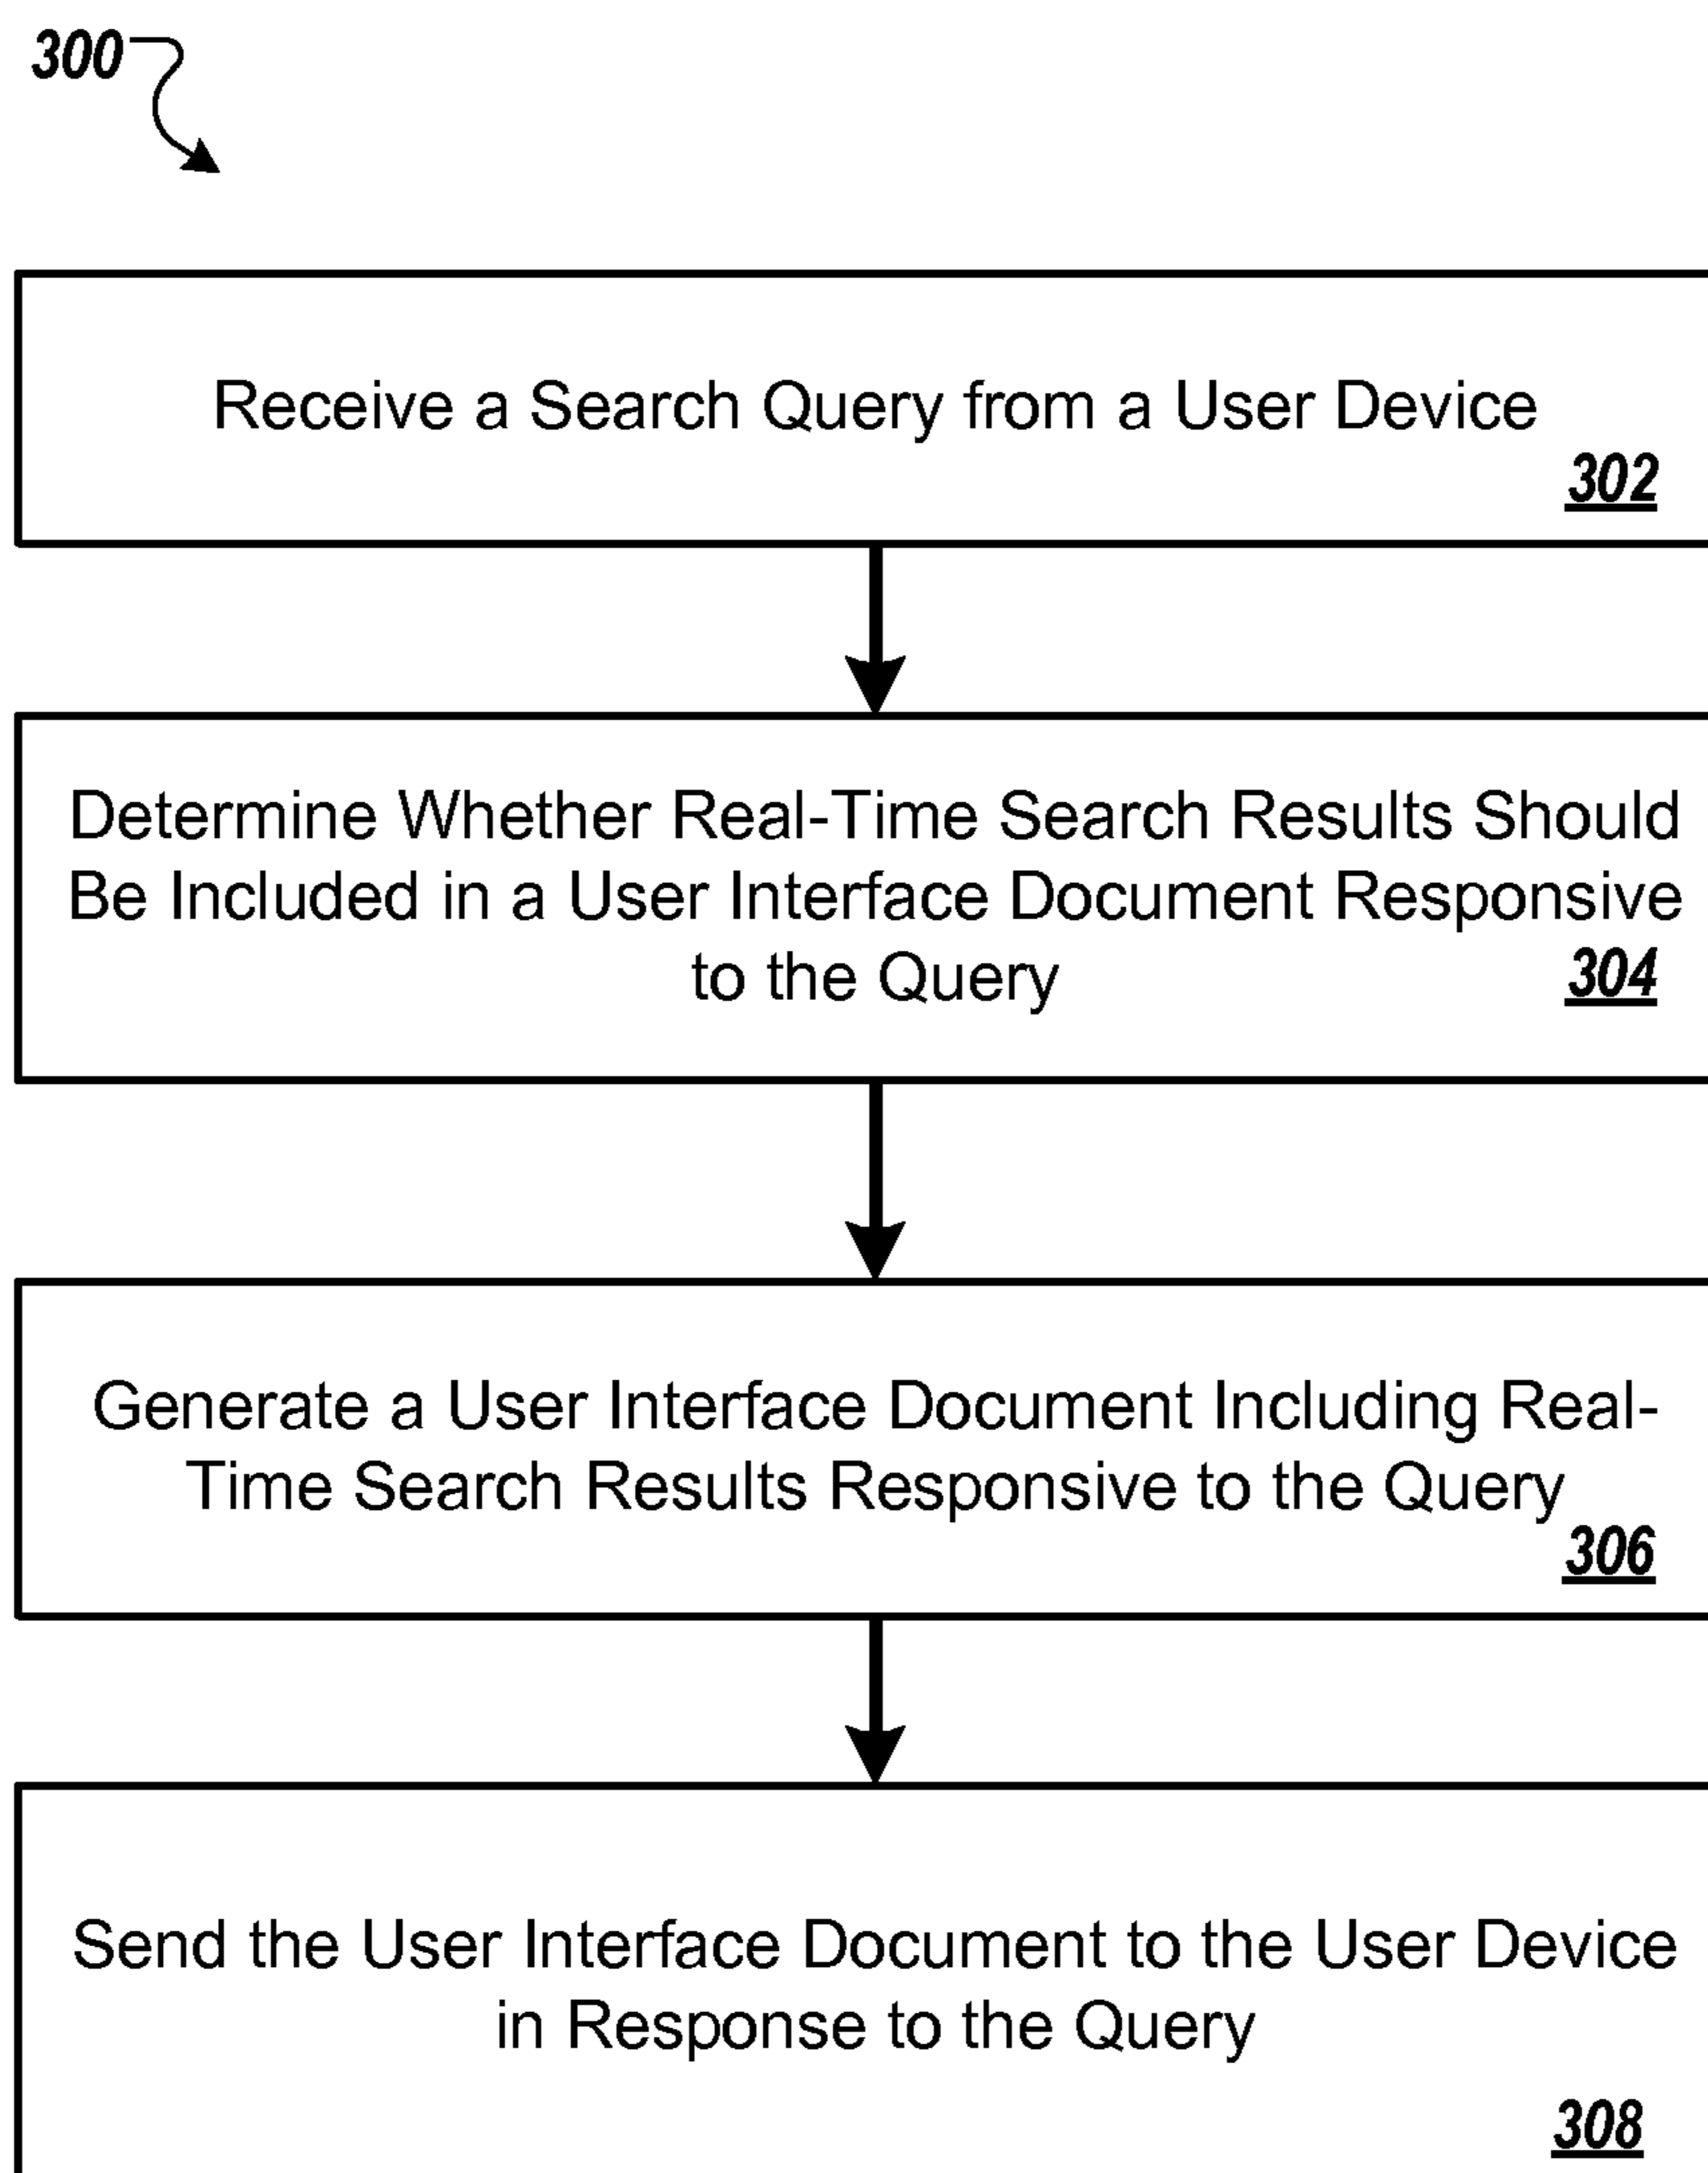 300
Receive a Search Query from a User Device
302
Determine Whether Real-Time Search Results Should
Be Included in a User Interface Document Responsive
to the Query
304
Generate a User Interface Document Including Real-
Time Search Results Responsive to the Query
306
Send the User Interface Document to the User Device
in Response to the Query
308